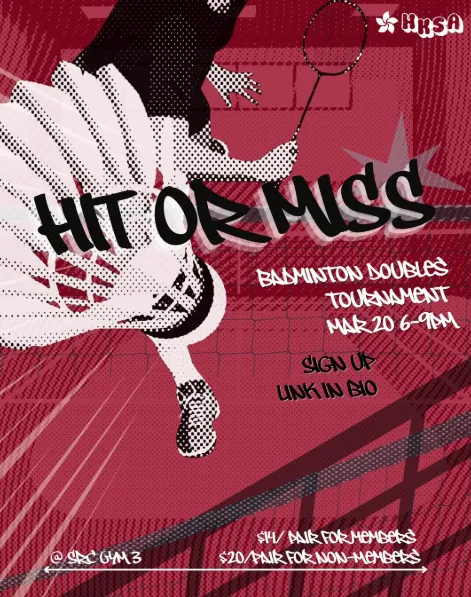 HKSA
HIT OR MISS
BADMINTON DOUBLES
TOURNAMENT
MAR 20 6-9PM
SIGN UP
LINK IN BIO
$14/ PAIR FOR MEMBERS
@ SRC GYM 3 $20/PAIR FOR NON-MEMBERS